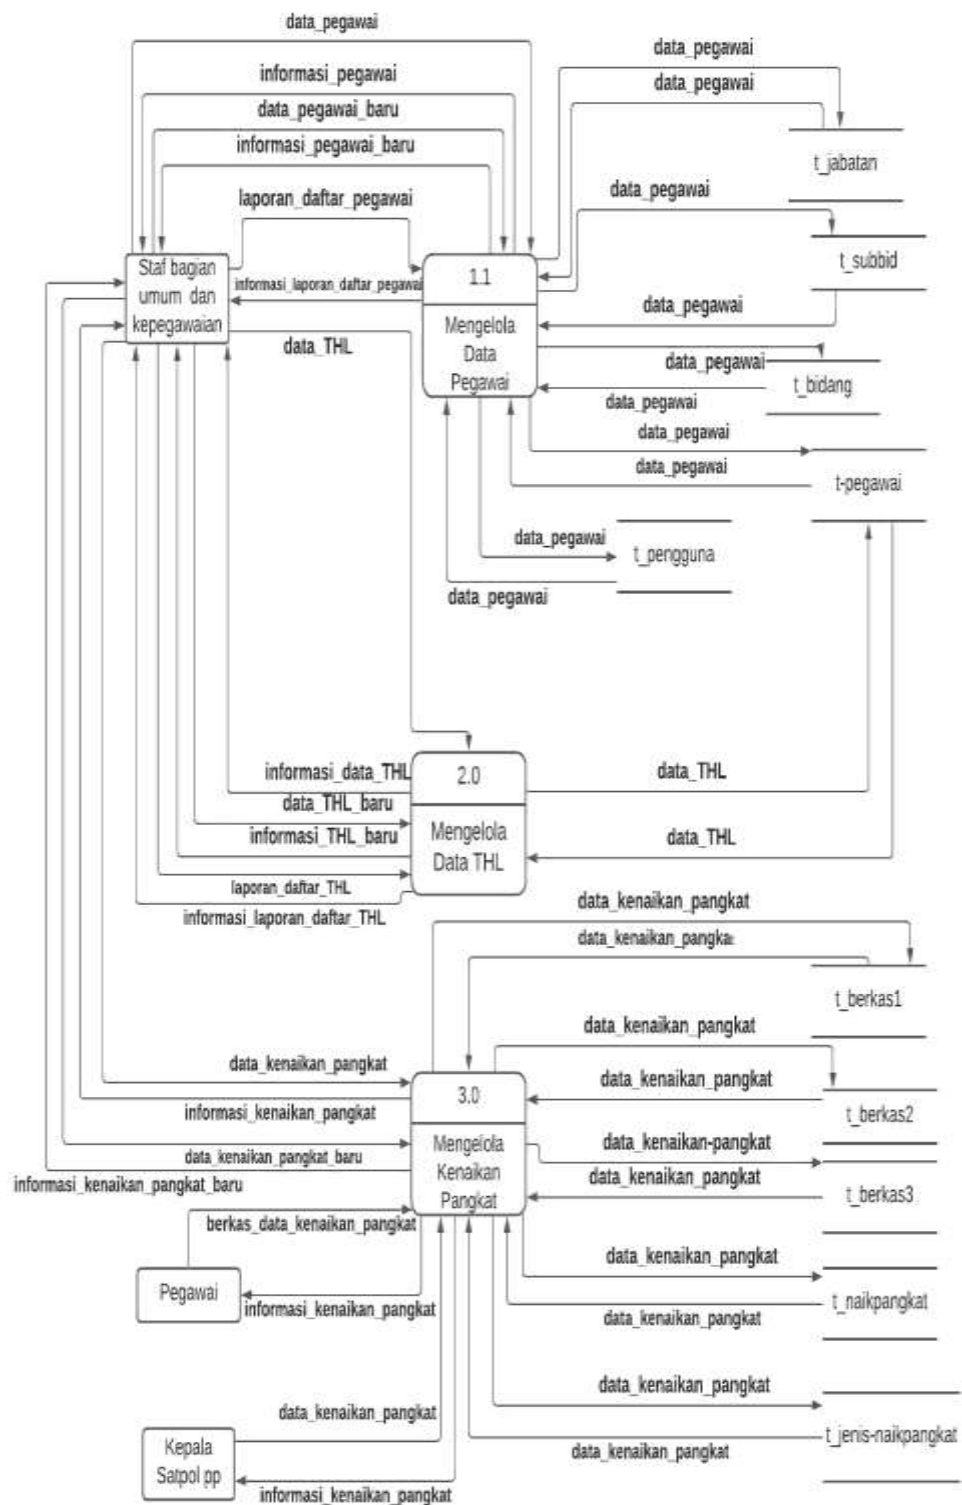 data_pegawai
data_pegawai
informasi_pegawai
data_pegawai
data_pegawai_baru
informasi_pegawai_baru
t_jabatan
data_pegawai
laporan_daftar_pegawai
Staf bagian
umum dan
kepegawaian
1.1
Mengelola
Data
Pegawai
t_subbid
informasi_laporan_daftar_pegawai
data_pegawai
data_THL
data_pegawai
t_bidang
data_pegawai
data_pegawai
data_pegawai
t-pegawai
data_pegawai
t_pengguna
data_pegawai
informasi_data_THL
2.0
Mengelola
Data THL
data_THL
data_THL_baru
informasi_THL_baru
data_THL
laporan_daftar_THL
informasi_laporan_daftar_THL
data_kenaikan_pangkat
data_kenaikan_pangkat
t_berkas1
data_kenaikan_pangkat
data_kenaikan_pangkat
3.0
Mengelola
Kenaikan
Pangkat
data_kenaikan_pangkat
informasi_kenaikan_pangkat
t_berkas2
data_kenaikan-pangkat
data_kenaikan_pangkat_baru
informasi_kenaikan_pangkat_baru
data_kenaikan_pangkat
t_berkas3
berkas_data_kenaikan_pangkat
data_kenaikan_pangkat
Pegawai
informasi_kenaikan_pangkat
t_naikpangkat
data_kenaikan_pangkat
data_kenaikan_pangkat
data_kenaikan_pangkat
Kepala
Satpol pp
t_jenis-naikpangkat
data_kenaikan_pangkat
informasi_kenaikan_pangkat